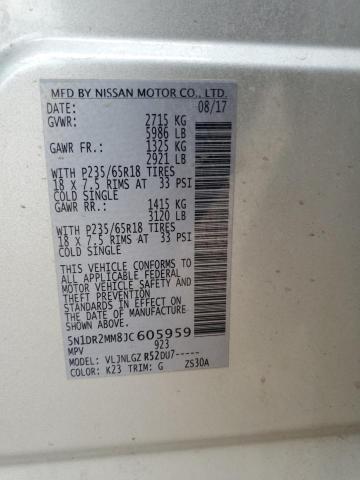 MFD BY NISSAN MOTOR CO., LTD.
DATE: 08/17
GVWR: 2715 KG
5986 LB
GAWR FR.: 1325 KG
2921 LB
WITH P235/65R18 TIRES
18 X 7.5 RIMS AT 33 PSI
COLD SINGLE
GAWR RR.: 1415 KG
3120 LB
WITH P235/65R18 TIRES
18 X 7.5 RIMS AT 33 PSI
COLD SINGLE
THIS VEHICLE CONFORMS TO
ALL APPLICABLE FEDERAL
MOTOR VEHICLE SAFETY AND
THEFT PREVENTION
STANDARDS IN EFFECT ON
THE DATE OF MANUFACTURE
SHOWN ABOVE.
5N1DR2MM8JC605959
MPV 923
MODEL: VLJNLGZ R52DU7-----
COLOR: K23 TRIM: G ZS30A